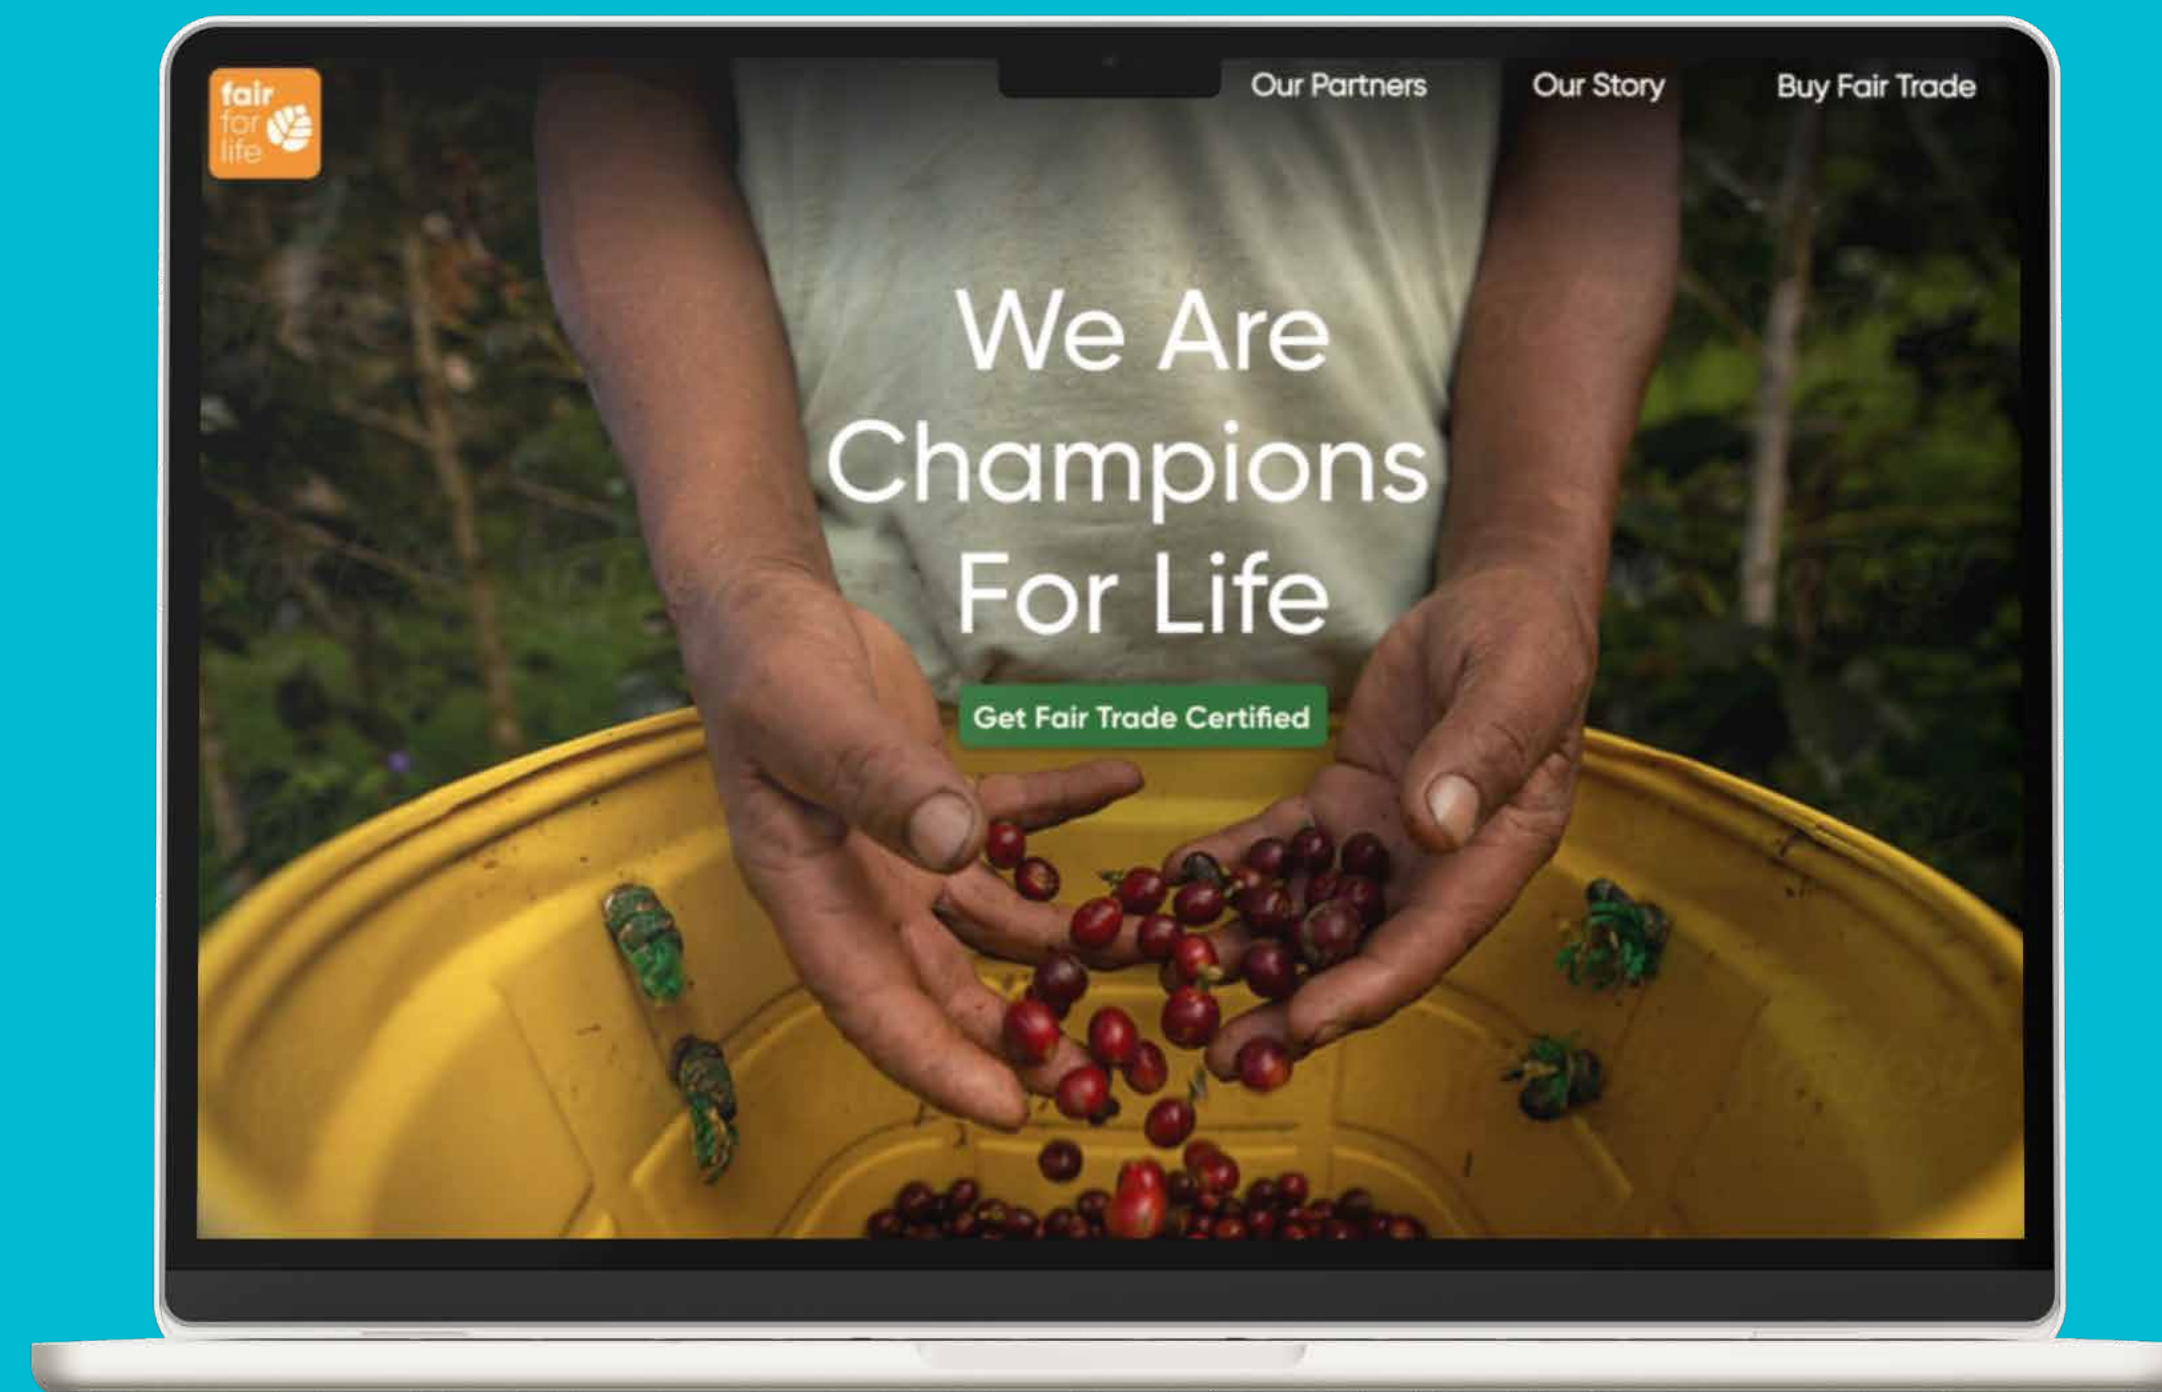 fair
for
life
Our Partners
Our Story
Buy Fair Trade
We Are
Champions
For Life
Get Fair Trade Certified